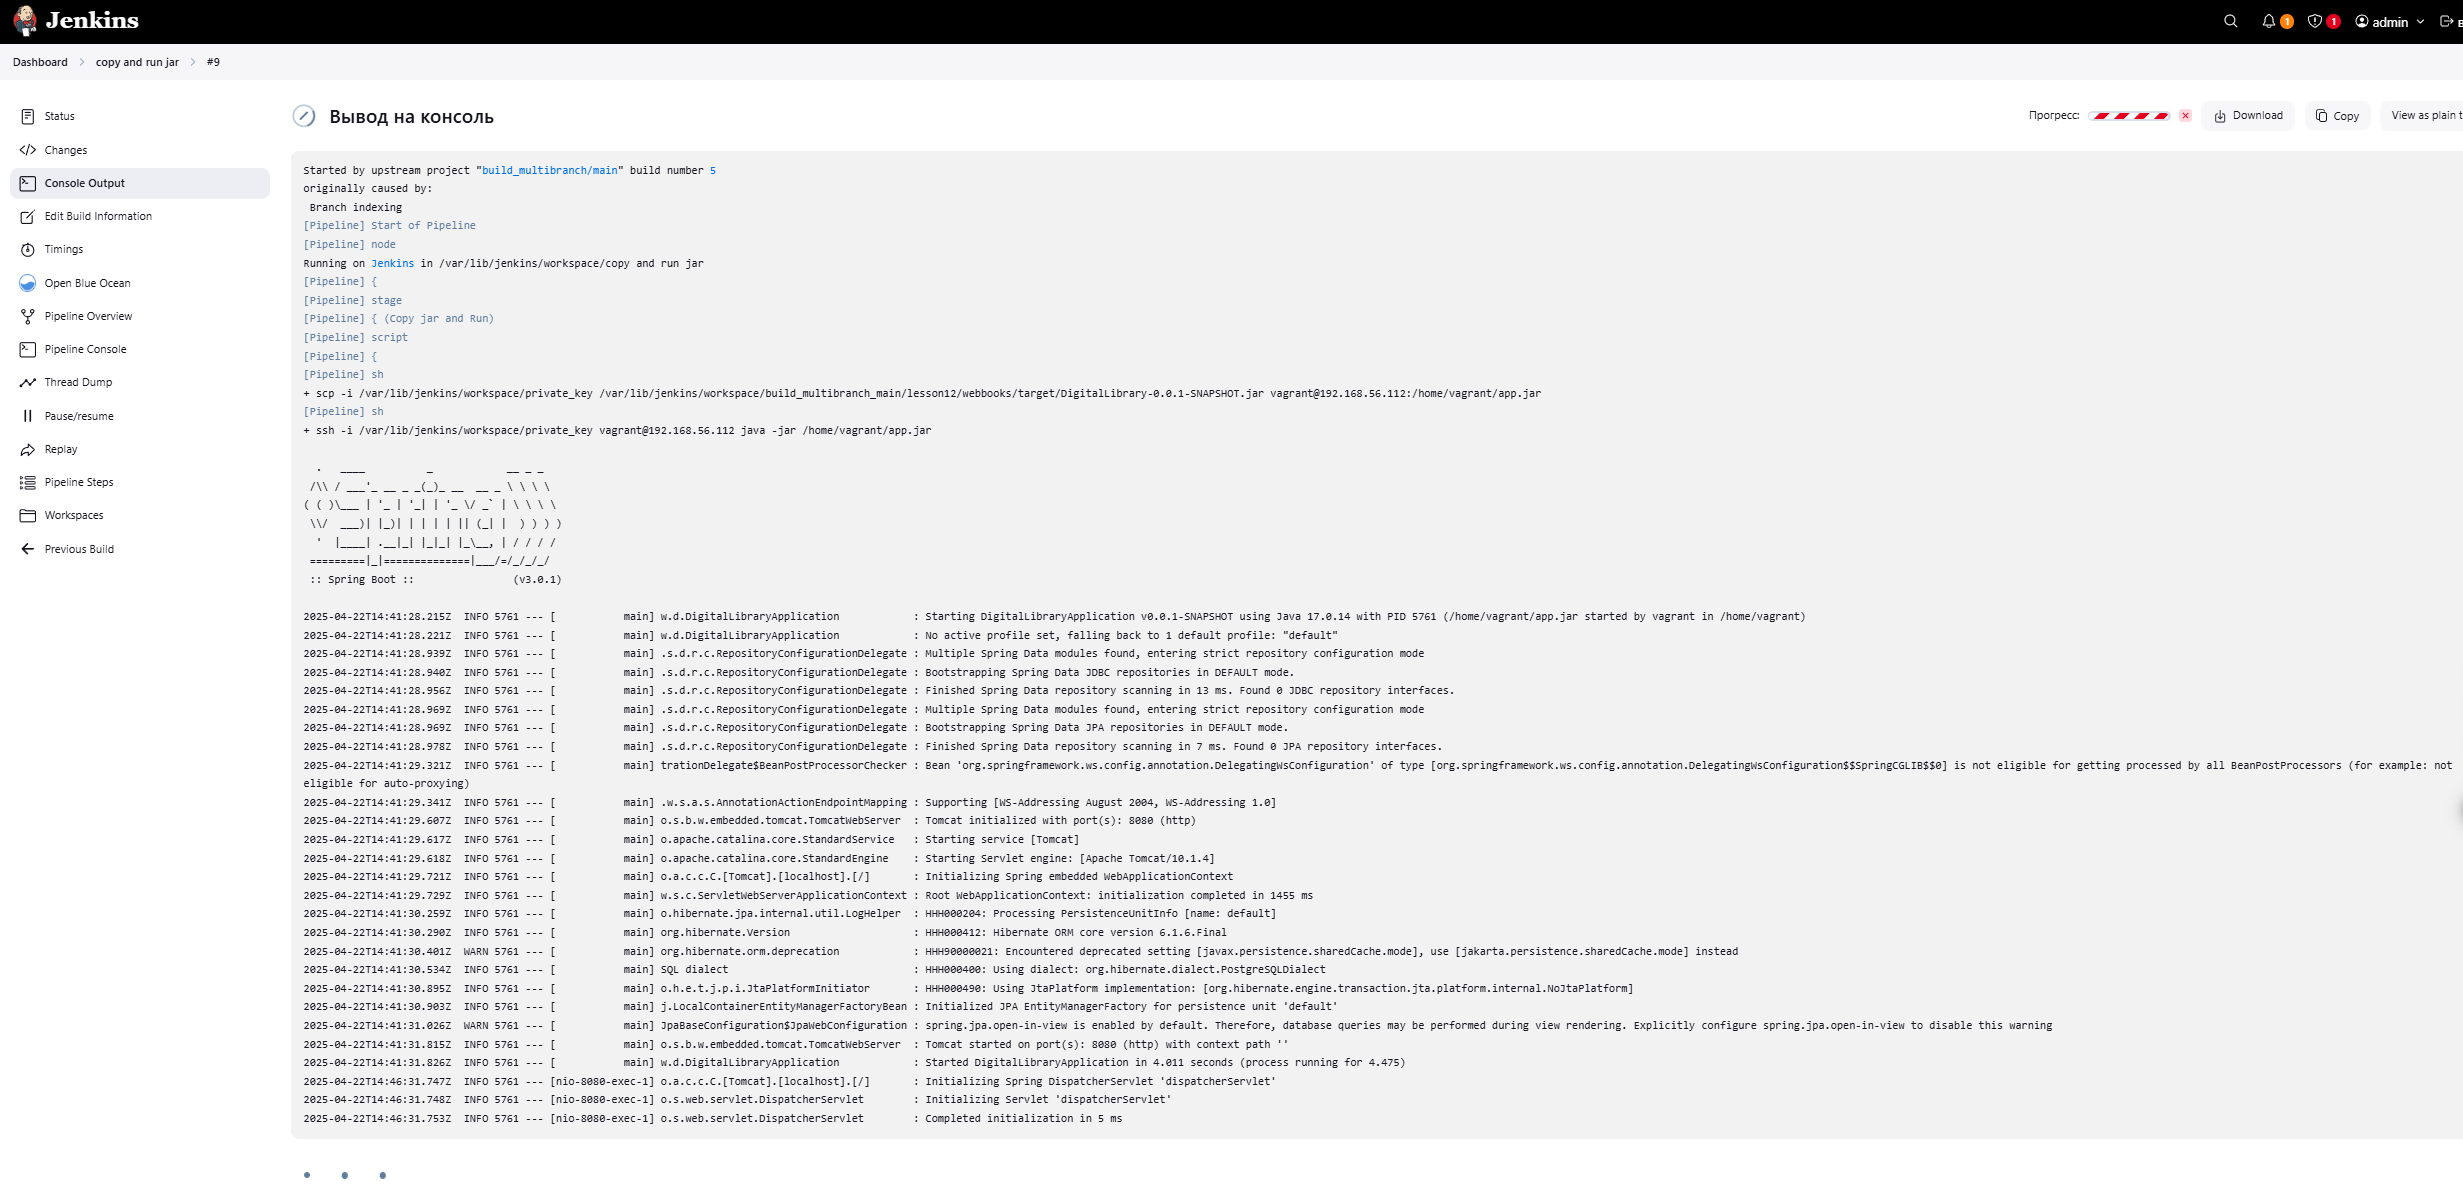 Jenkins
1
1
admin
Dashboard > copy and run jar > #9
Status
Changes
Console Output
Edit Build Information
Timings
Open Blue Ocean
Pipeline Overview
Pipeline Console
Thread Dump
Pause/resume
Replay
Pipeline Steps
Workspaces
Previous Build
Вывод на консоль
Прогресс:
Download
Copy
View as plain t
Started by upstream project "build_multibranch/main" build number 5
originally caused by:
Branch indexing
[Pipeline] Start of Pipeline
[Pipeline] node
Running on Jenkins in /var/lib/jenkins/workspace/copy and run jar
[Pipeline] {
[Pipeline] stage
[Pipeline] { (Copy jar and Run)
[Pipeline] script
[Pipeline] {
[Pipeline] sh
+ scp -i /var/lib/jenkins/workspace/private_key /var/lib/jenkins/workspace/build_multibranch_main/lesson12/webbooks/target/DigitalLibrary-0.0.1-SNAPSHOT.jar vagrant@192.168.56.112:/home/vagrant/app.jar
[Pipeline] sh
+ ssh -i /var/lib/jenkins/workspace/private_key vagrant@192.168.56.112 java -jar /home/vagrant/app.jar
  .   ____          _            __ _ _
 /\\ / ___'_ __ _ _(_)_ __  __ _ \ \ \ \
( ( )\___ | '_ | '_| | '_ \/ _` | \ \ \ \
 \\/  ___)| |_)| | | | | || (_| |  ) ) ) )
  '  |____| .__|_| |_|_| |_\__, | / / / /
 =========|_|==============|___/=/_/_/_/
 :: Spring Boot ::                (v3.0.1)
2025-04-22T14:41:28.215Z  INFO 5761 --- [           main] w.d.DigitalLibraryApplication            : Starting DigitalLibraryApplication v0.0.1-SNAPSHOT using Java 17.0.14 with PID 5761 (/home/vagrant/app.jar started by vagrant in /home/vagrant)
2025-04-22T14:41:28.221Z  INFO 5761 --- [           main] w.d.DigitalLibraryApplication            : No active profile set, falling back to 1 default profile: "default"
2025-04-22T14:41:28.939Z  INFO 5761 --- [           main] .s.d.r.c.RepositoryConfigurationDelegate : Multiple Spring Data modules found, entering strict repository configuration mode
2025-04-22T14:41:28.940Z  INFO 5761 --- [           main] .s.d.r.c.RepositoryConfigurationDelegate : Bootstrapping Spring Data JDBC repositories in DEFAULT mode.
2025-04-22T14:41:28.956Z  INFO 5761 --- [           main] .s.d.r.c.RepositoryConfigurationDelegate : Finished Spring Data repository scanning in 13 ms. Found 0 JDBC repository interfaces.
2025-04-22T14:41:28.969Z  INFO 5761 --- [           main] .s.d.r.c.RepositoryConfigurationDelegate : Multiple Spring Data modules found, entering strict repository configuration mode
2025-04-22T14:41:28.969Z  INFO 5761 --- [           main] .s.d.r.c.RepositoryConfigurationDelegate : Bootstrapping Spring Data JPA repositories in DEFAULT mode.
2025-04-22T14:41:28.978Z  INFO 5761 --- [           main] .s.d.r.c.RepositoryConfigurationDelegate : Finished Spring Data repository scanning in 7 ms. Found 0 JPA repository interfaces.
2025-04-22T14:41:29.321Z  INFO 5761 --- [           main] trationDelegate$BeanPostProcessorChecker : Bean 'org.springframework.ws.config.annotation.DelegatingWsConfiguration' of type [org.springframework.ws.config.annotation.DelegatingWsConfiguration$$SpringCGLIB$$0] is not eligible for getting processed by all BeanPostProcessors (for example: not
eligible for auto-proxying)
2025-04-22T14:41:29.341Z  INFO 5761 --- [           main] .w.s.a.s.AnnotationActionEndpointMapping : Supporting [WS-Addressing August 2004, WS-Addressing 1.0]
2025-04-22T14:41:29.607Z  INFO 5761 --- [           main] o.s.b.w.embedded.tomcat.TomcatWebServer  : Tomcat initialized with port(s): 8080 (http)
2025-04-22T14:41:29.617Z  INFO 5761 --- [           main] o.apache.catalina.core.StandardService   : Starting service [Tomcat]
2025-04-22T14:41:29.618Z  INFO 5761 --- [           main] o.apache.catalina.core.StandardEngine    : Starting Servlet engine: [Apache Tomcat/10.1.4]
2025-04-22T14:41:29.721Z  INFO 5761 --- [           main] o.a.c.c.C.[Tomcat].[localhost].[/]       : Initializing Spring embedded WebApplicationContext
2025-04-22T14:41:29.729Z  INFO 5761 --- [           main] w.s.c.ServletWebServerApplicationContext : Root WebApplicationContext: initialization completed in 1455 ms
2025-04-22T14:41:30.259Z  INFO 5761 --- [           main] o.hibernate.jpa.internal.util.LogHelper  : HHH000204: Processing PersistenceUnitInfo [name: default]
2025-04-22T14:41:30.290Z  INFO 5761 --- [           main] org.hibernate.Version                    : HHH000412: Hibernate ORM core version 6.1.6.Final
2025-04-22T14:41:30.401Z  WARN 5761 --- [           main] org.hibernate.orm.deprecation            : HHH90000021: Encountered deprecated setting [javax.persistence.sharedCache.mode], use [jakarta.persistence.sharedCache.mode] instead
2025-04-22T14:41:30.534Z  INFO 5761 --- [           main] SQL dialect                              : HHH000400: Using dialect: org.hibernate.dialect.PostgreSQLDialect
2025-04-22T14:41:30.895Z  INFO 5761 --- [           main] o.h.e.t.j.p.i.JtaPlatformInitiator       : HHH000490: Using JtaPlatform implementation: [org.hibernate.engine.transaction.jta.platform.internal.NoJtaPlatform]
2025-04-22T14:41:30.903Z  INFO 5761 --- [           main] j.LocalContainerEntityManagerFactoryBean : Initialized JPA EntityManagerFactory for persistence unit 'default'
2025-04-22T14:41:31.026Z  WARN 5761 --- [           main] JpaBaseConfiguration$JpaWebConfiguration : spring.jpa.open-in-view is enabled by default. Therefore, database queries may be performed during view rendering. Explicitly configure spring.jpa.open-in-view to disable this warning
2025-04-22T14:41:31.815Z  INFO 5761 --- [           main] o.s.b.w.embedded.tomcat.TomcatWebServer  : Tomcat started on port(s): 8080 (http) with context path ''
2025-04-22T14:41:31.826Z  INFO 5761 --- [           main] w.d.DigitalLibraryApplication            : Started DigitalLibraryApplication in 4.011 seconds (process running for 4.475)
2025-04-22T14:46:31.747Z  INFO 5761 --- [nio-8080-exec-1] o.a.c.c.C.[Tomcat].[localhost].[/]       : Initializing Spring DispatcherServlet 'dispatcherServlet'
2025-04-22T14:46:31.748Z  INFO 5761 --- [nio-8080-exec-1] o.s.web.servlet.DispatcherServlet        : Initializing Servlet 'dispatcherServlet'
2025-04-22T14:46:31.753Z  INFO 5761 --- [nio-8080-exec-1] o.s.web.servlet.DispatcherServlet        : Completed initialization in 5 ms